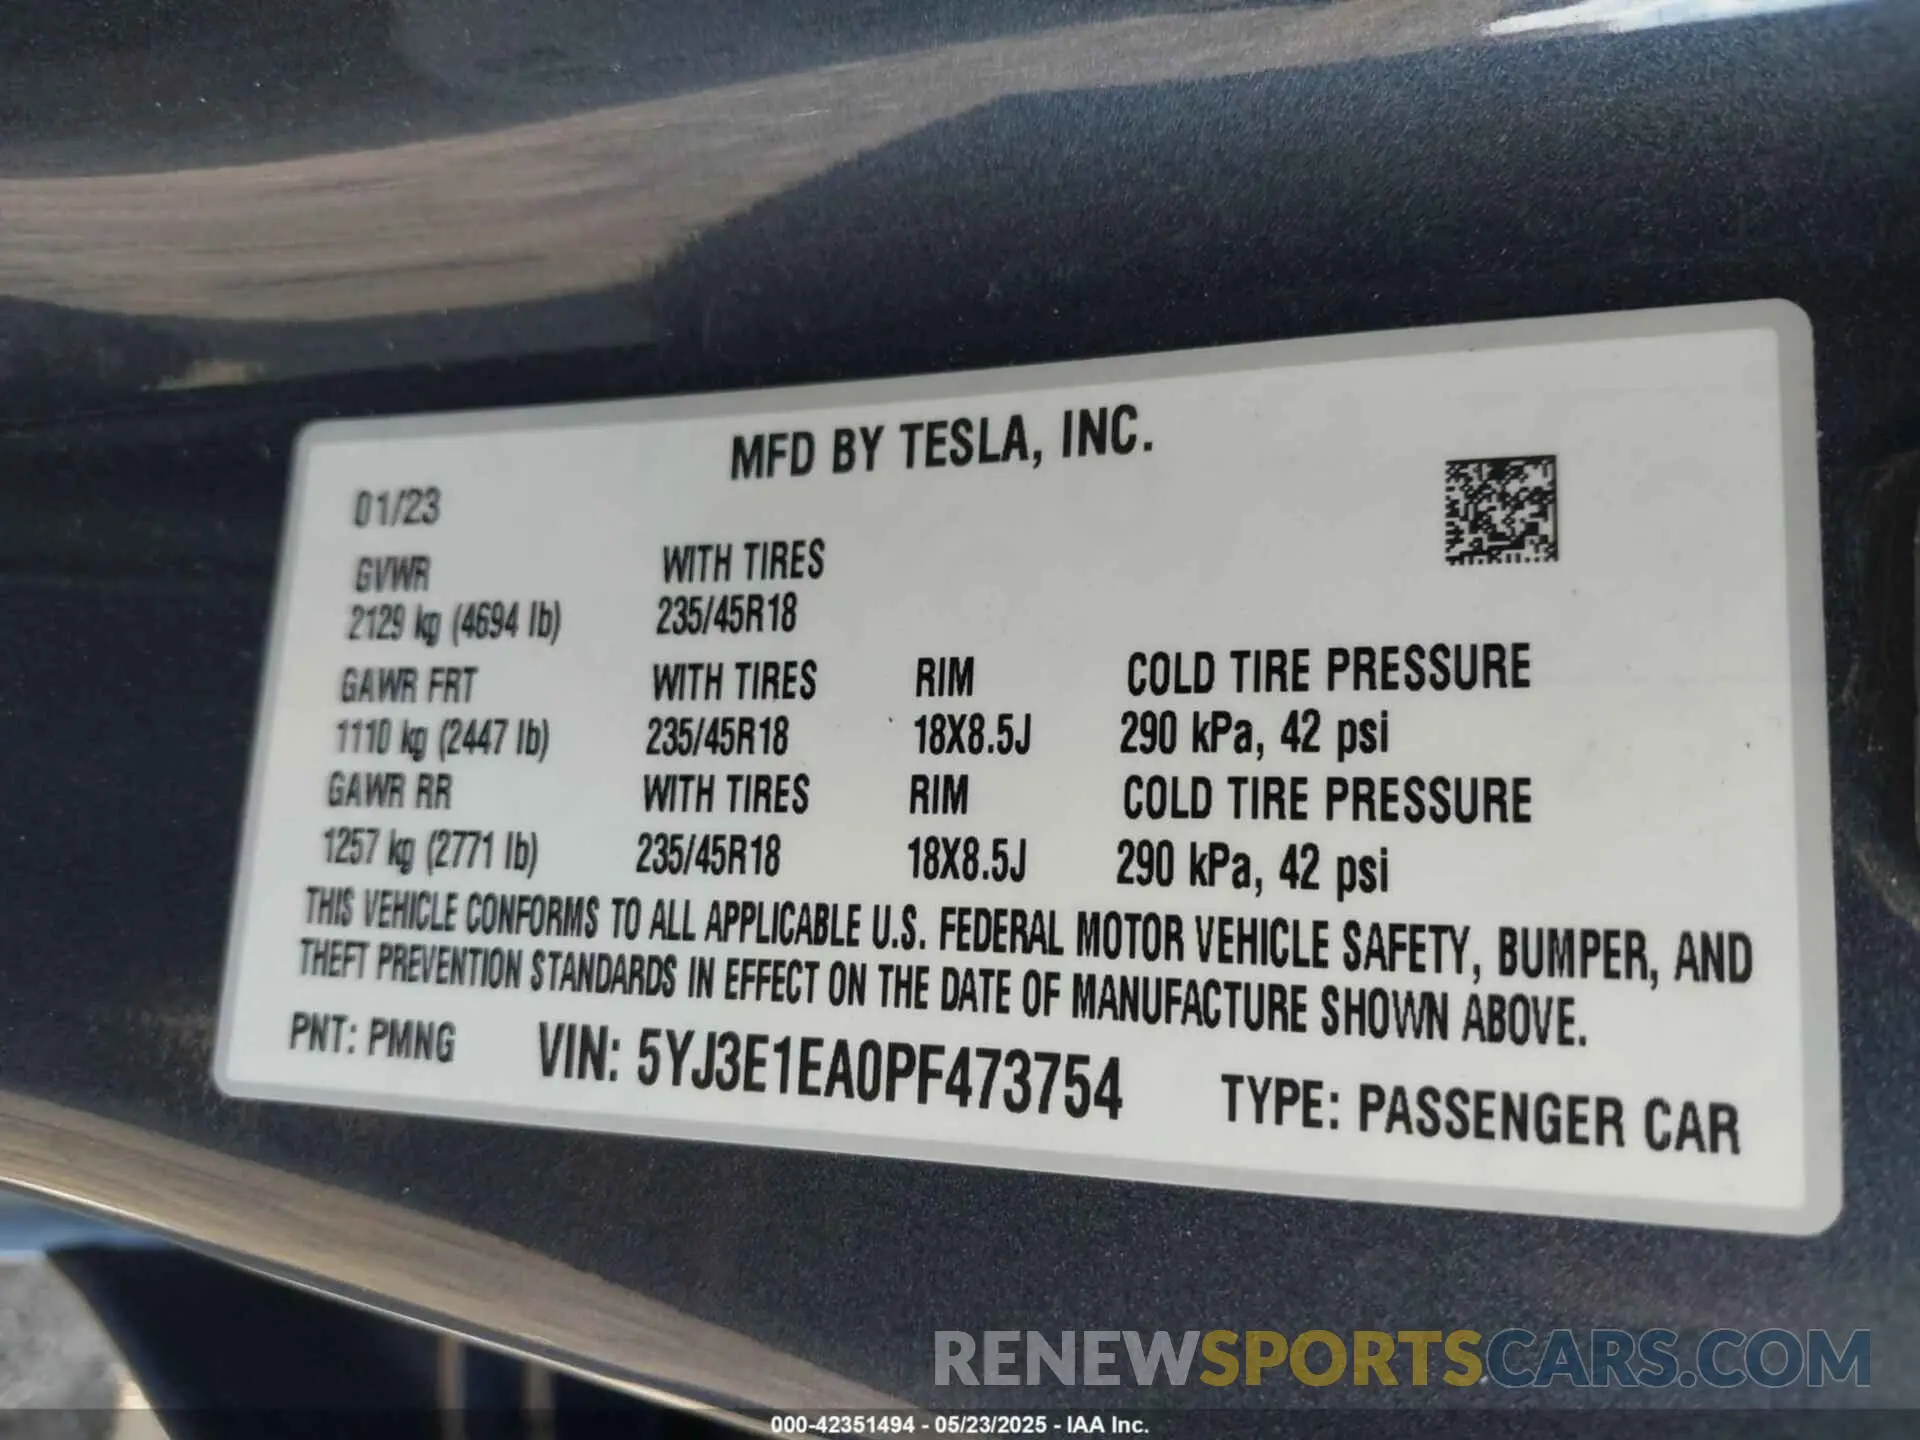 MFD BY TESLA, INC.
01/23
GVWR WITH TIRES
2129 kg (4694 lb) 235/45R18
GAWR FRT WITH TIRES RIM COLD TIRE PRESSURE
1110 kg (2447 lb) 235/45R18 18X8.5J 290 kPa, 42 psi
GAWR RR WITH TIRES RIM COLD TIRE PRESSURE
1257 kg (2771 lb) 235/45R18 18X8.5J 290 kPa, 42 psi
THIS VEHICLE CONFORMS TO ALL APPLICABLE U.S. FEDERAL MOTOR VEHICLE SAFETY, BUMPER, AND
THEFT PREVENTION STANDARDS IN EFFECT ON THE DATE OF MANUFACTURE SHOWN ABOVE.
PNT: PMNG VIN: 5YJ3E1EA0PF473754 TYPE: PASSENGER CAR
RENEWSPORTSCARS.COM
000-42351494 - 05/23/2025 - IAA Inc.